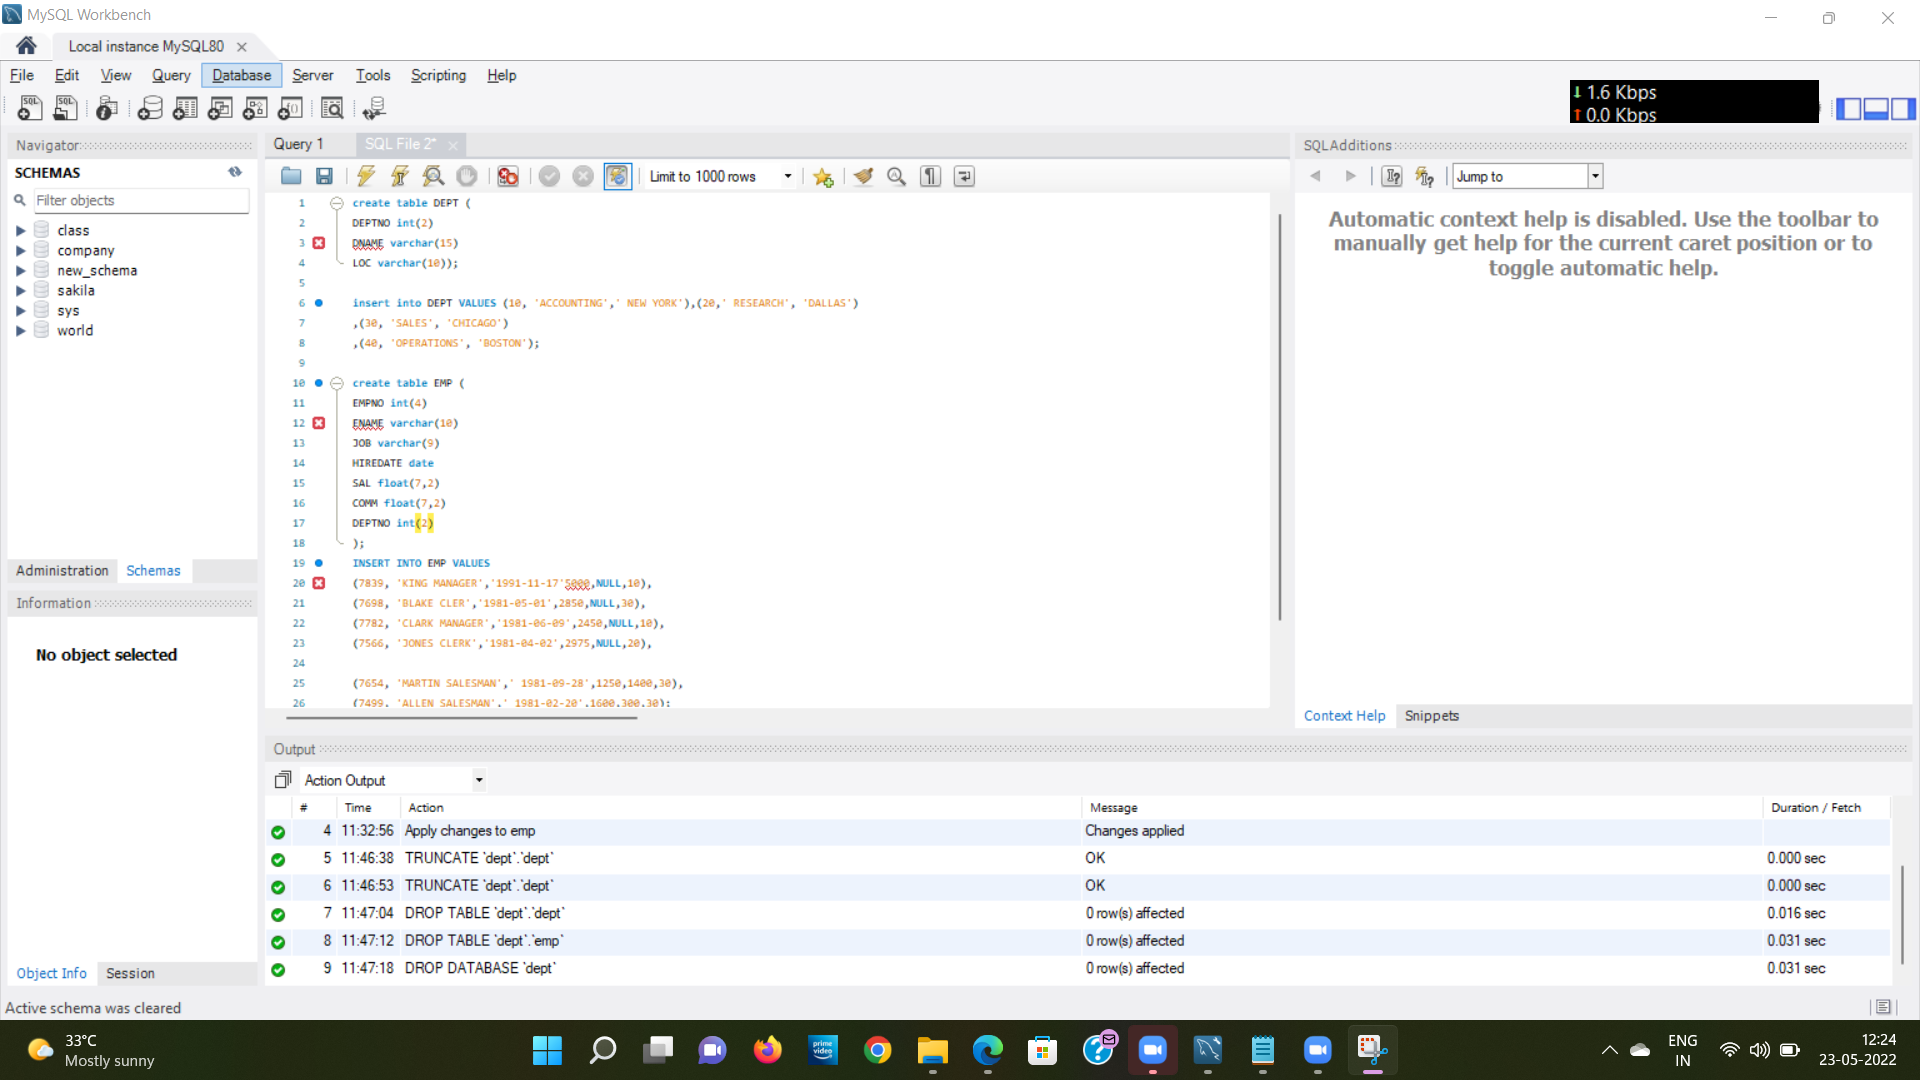 MySQL Workbench
Local instance MySQL80
File Edit View Query Database Server Tools Scripting Help
1.6 Kbps
0.0 Kbps
Navigator
SCHEMAS
Filter objects
class
company
new_schema
sakila
sys
world
Administration Schemas
Information
No object selected
Object Info Session
Query 1 SQL File 2*
Limit to 1000 rows
1 create table DEPT (
2 DEPTNO int(2)
3 DNAME varchar(15)
4 LOC varchar(10));
5
6 insert into DEPT VALUES (10, 'ACCOUNTING',' NEW YORK'),(20,' RESEARCH', 'DALLAS')
7 ,(30, 'SALES', 'CHICAGO')
8 ,(40, 'OPERATIONS', 'BOSTON');
9
10 create table EMP (
11 EMPNO int(4)
12 ENAME varchar(10)
13 JOB varchar(9)
14 HIREDATE date
15 SAL float(7,2)
16 COMM float(7,2)
17 DEPTNO int(2)
18 );
19 INSERT INTO EMP VALUES
20 (7839, 'KING MANAGER','1991-11-17'5000,NULL,10),
21 (7698, 'BLAKE CLER','1981-05-01',2850,NULL,30),
22 (7782, 'CLARK MANAGER','1981-06-09',2450,NULL,10),
23 (7566, 'JONES CLERK','1981-04-02',2975,NULL,20),
24
25 (7654, 'MARTIN SALESMAN',' 1981-09-28',1250,1400,30),
26 (7499, 'ALLEN SALESMAN',' 1981-02-20',1600,300,30);
SQLAdditions
Jump to
Automatic context help is disabled. Use the toolbar to
manually get help for the current caret position or to
toggle automatic help.
Context Help Snippets
Output
Action Output
# Time Action Message Duration / Fetch
4 11:32:56 Apply changes to emp Changes applied
5 11:46:38 TRUNCATE `dept`.`dept` OK 0.000 sec
6 11:46:53 TRUNCATE `dept`.`dept` OK 0.000 sec
7 11:47:04 DROP TABLE `dept`.`dept` 0 row(s) affected 0.016 sec
8 11:47:12 DROP TABLE `dept`.`emp` 0 row(s) affected 0.031 sec
9 11:47:18 DROP DATABASE `dept` 0 row(s) affected 0.031 sec
Active schema was cleared
33°C
Mostly sunny
prime video
ENG
IN
12:24
23-05-2022